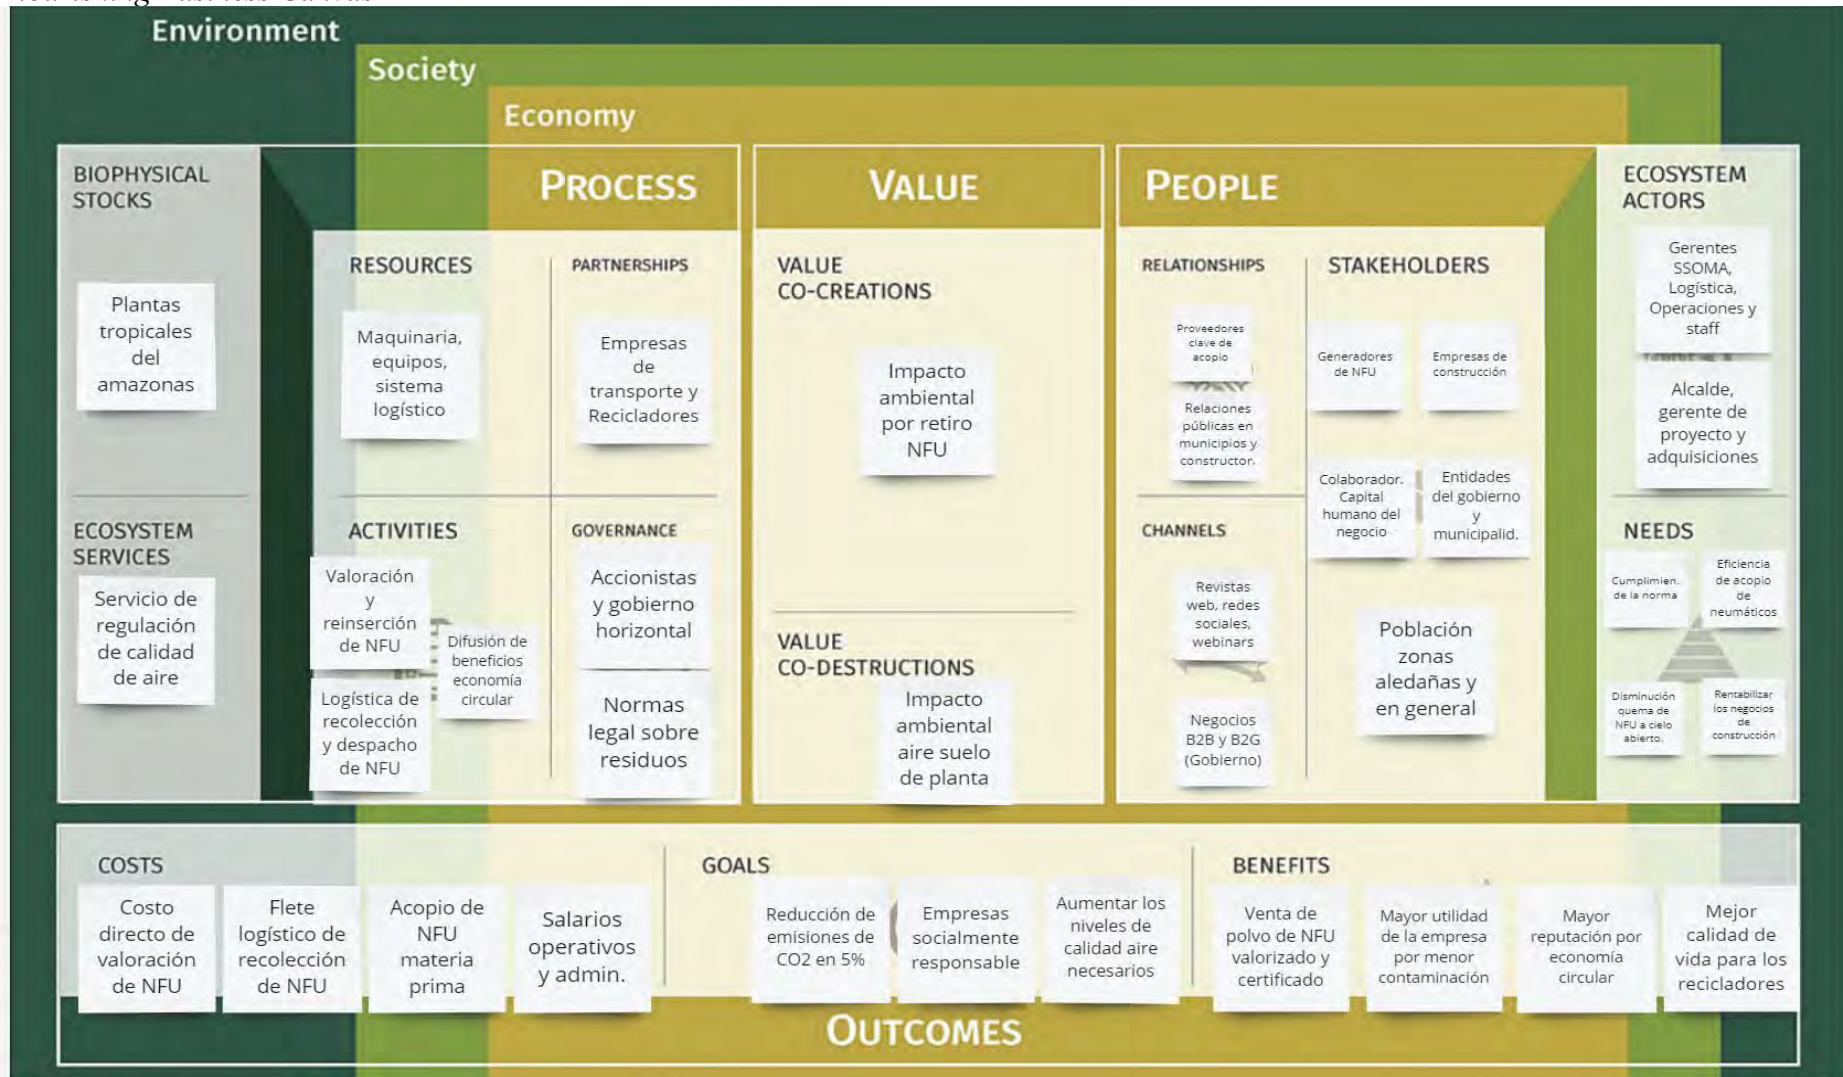 Environment
Society
Economy
BIOPHYSICAL
STOCKS
Plantas
tropicales
del
amazonas
ECOSYSTEM
SERVICES
Servicio de
regulación
de calidad
de aire
PROCESS
RESOURCES
Maquinaria,
equipos,
sistema
logístico
PARTNERSHIPS
Empresas
de
transporte y
Recicladores
ACTIVITIES
Valoración
y
reinserción
de NFU
Difusión de
beneficios
economía
circular
Logística de
recolección
y despacho
de NFU
GOVERNANCE
Accionistas
y gobierno
horizontal
Normas
legal sobre
residuos
VALUE
VALUE
CO-CREATIONS
Impacto
ambiental
por retiro
NFU
VALUE
CO-DESTRUCTIONS
Impacto
ambiental
aire suelo
de planta
PEOPLE
RELATIONSHIPS
Proveedores
clave de
acopio
Relaciones
públicas en
municipios y
constructor.
STAKEHOLDERS
Generadores
de NFU
Empresas de
construcción
Colaborador.
Capital
humano del
negocio
Entidades
del gobierno
y
municipalid.
Población
zonas
aledañas y
en general
CHANNELS
Revistas
web, redes
sociales,
webinars
Negocios
B2B y B2G
(Gobierno)
ECOSYSTEM
ACTORS
Gerentes
SSOMA,
Logística,
Operaciones y
staff
Alcalde,
gerente de
proyecto y
adquisiciones
NEEDS
Cumplimien.
de la norma
Eficiencia
de acopio
de
neumáticos
Disminución
quema de
NFU a cielo
abierto.
Rentabilizar
los negocios
de
construcción
COSTS
Costo
directo de
valoración
de NFU
Flete
logístico de
recolección
de NFU
Acopio de
NFU
materia
prima
Salarios
operativos
y admin.
GOALS
Reducción de
emisiones de
CO2 en 5%
Empresas
socialmente
responsable
Aumentar los
niveles de
calidad aire
necesarios
BENEFITS
Venta de
polvo de NFU
valorizado y
certificado
Mayor utilidad
de la empresa
por menor
contaminación
Mayor
reputación por
economía
circular
Mejor
calidad de
vida para los
recicladores
OUTCOMES